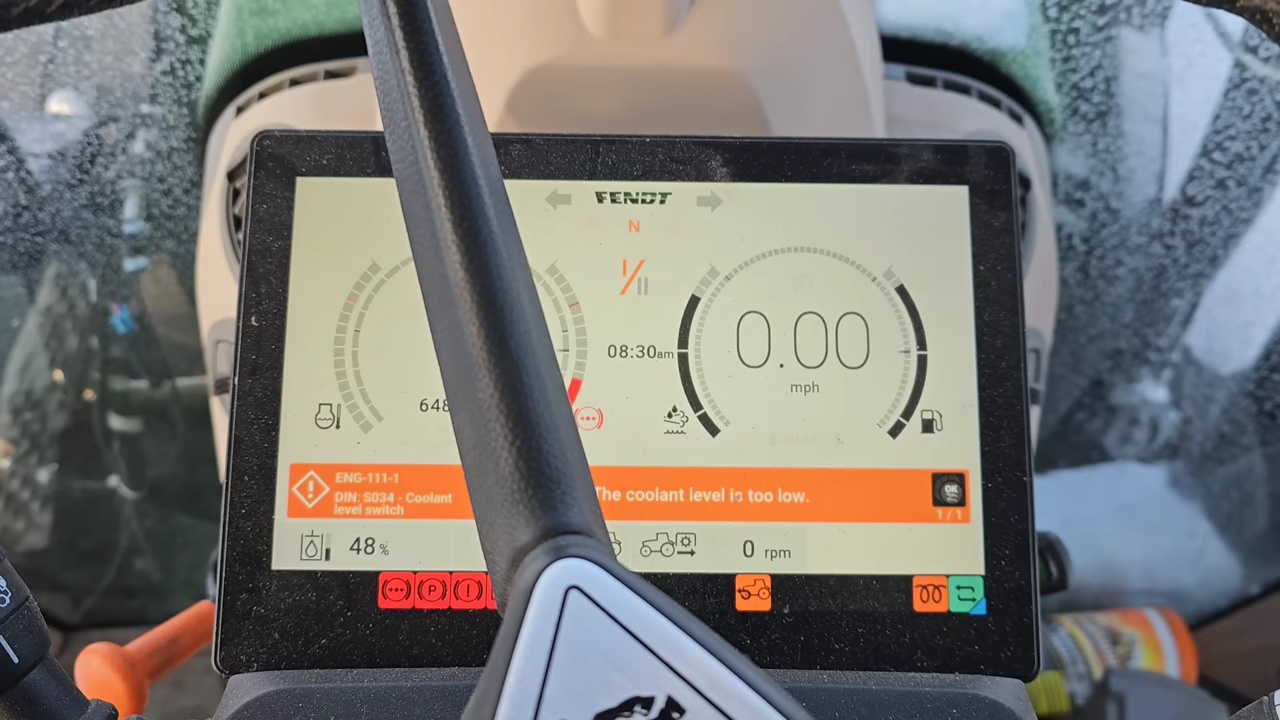 FENDT
N
08:30am
0.00
mph
648
ENG-111-1
DIN: S034 - Coolant
level switch
The coolant level is too low.
OK
1 / 1
48 %
0 rpm